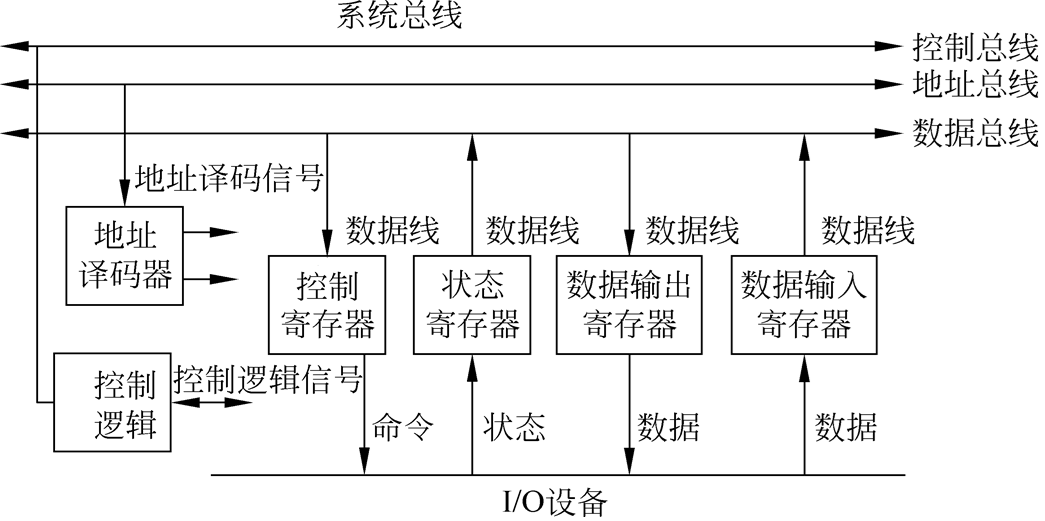 系统总线
控制总线
地址总线
数据总线
地址译码信号
地址
译码器
数据线
数据线
数据线
数据线
控制
寄存器
状态
寄存器
数据输出
寄存器
数据输入
寄存器
控制
逻辑
控制逻辑信号
命令
状态
数据
数据
I/O设备